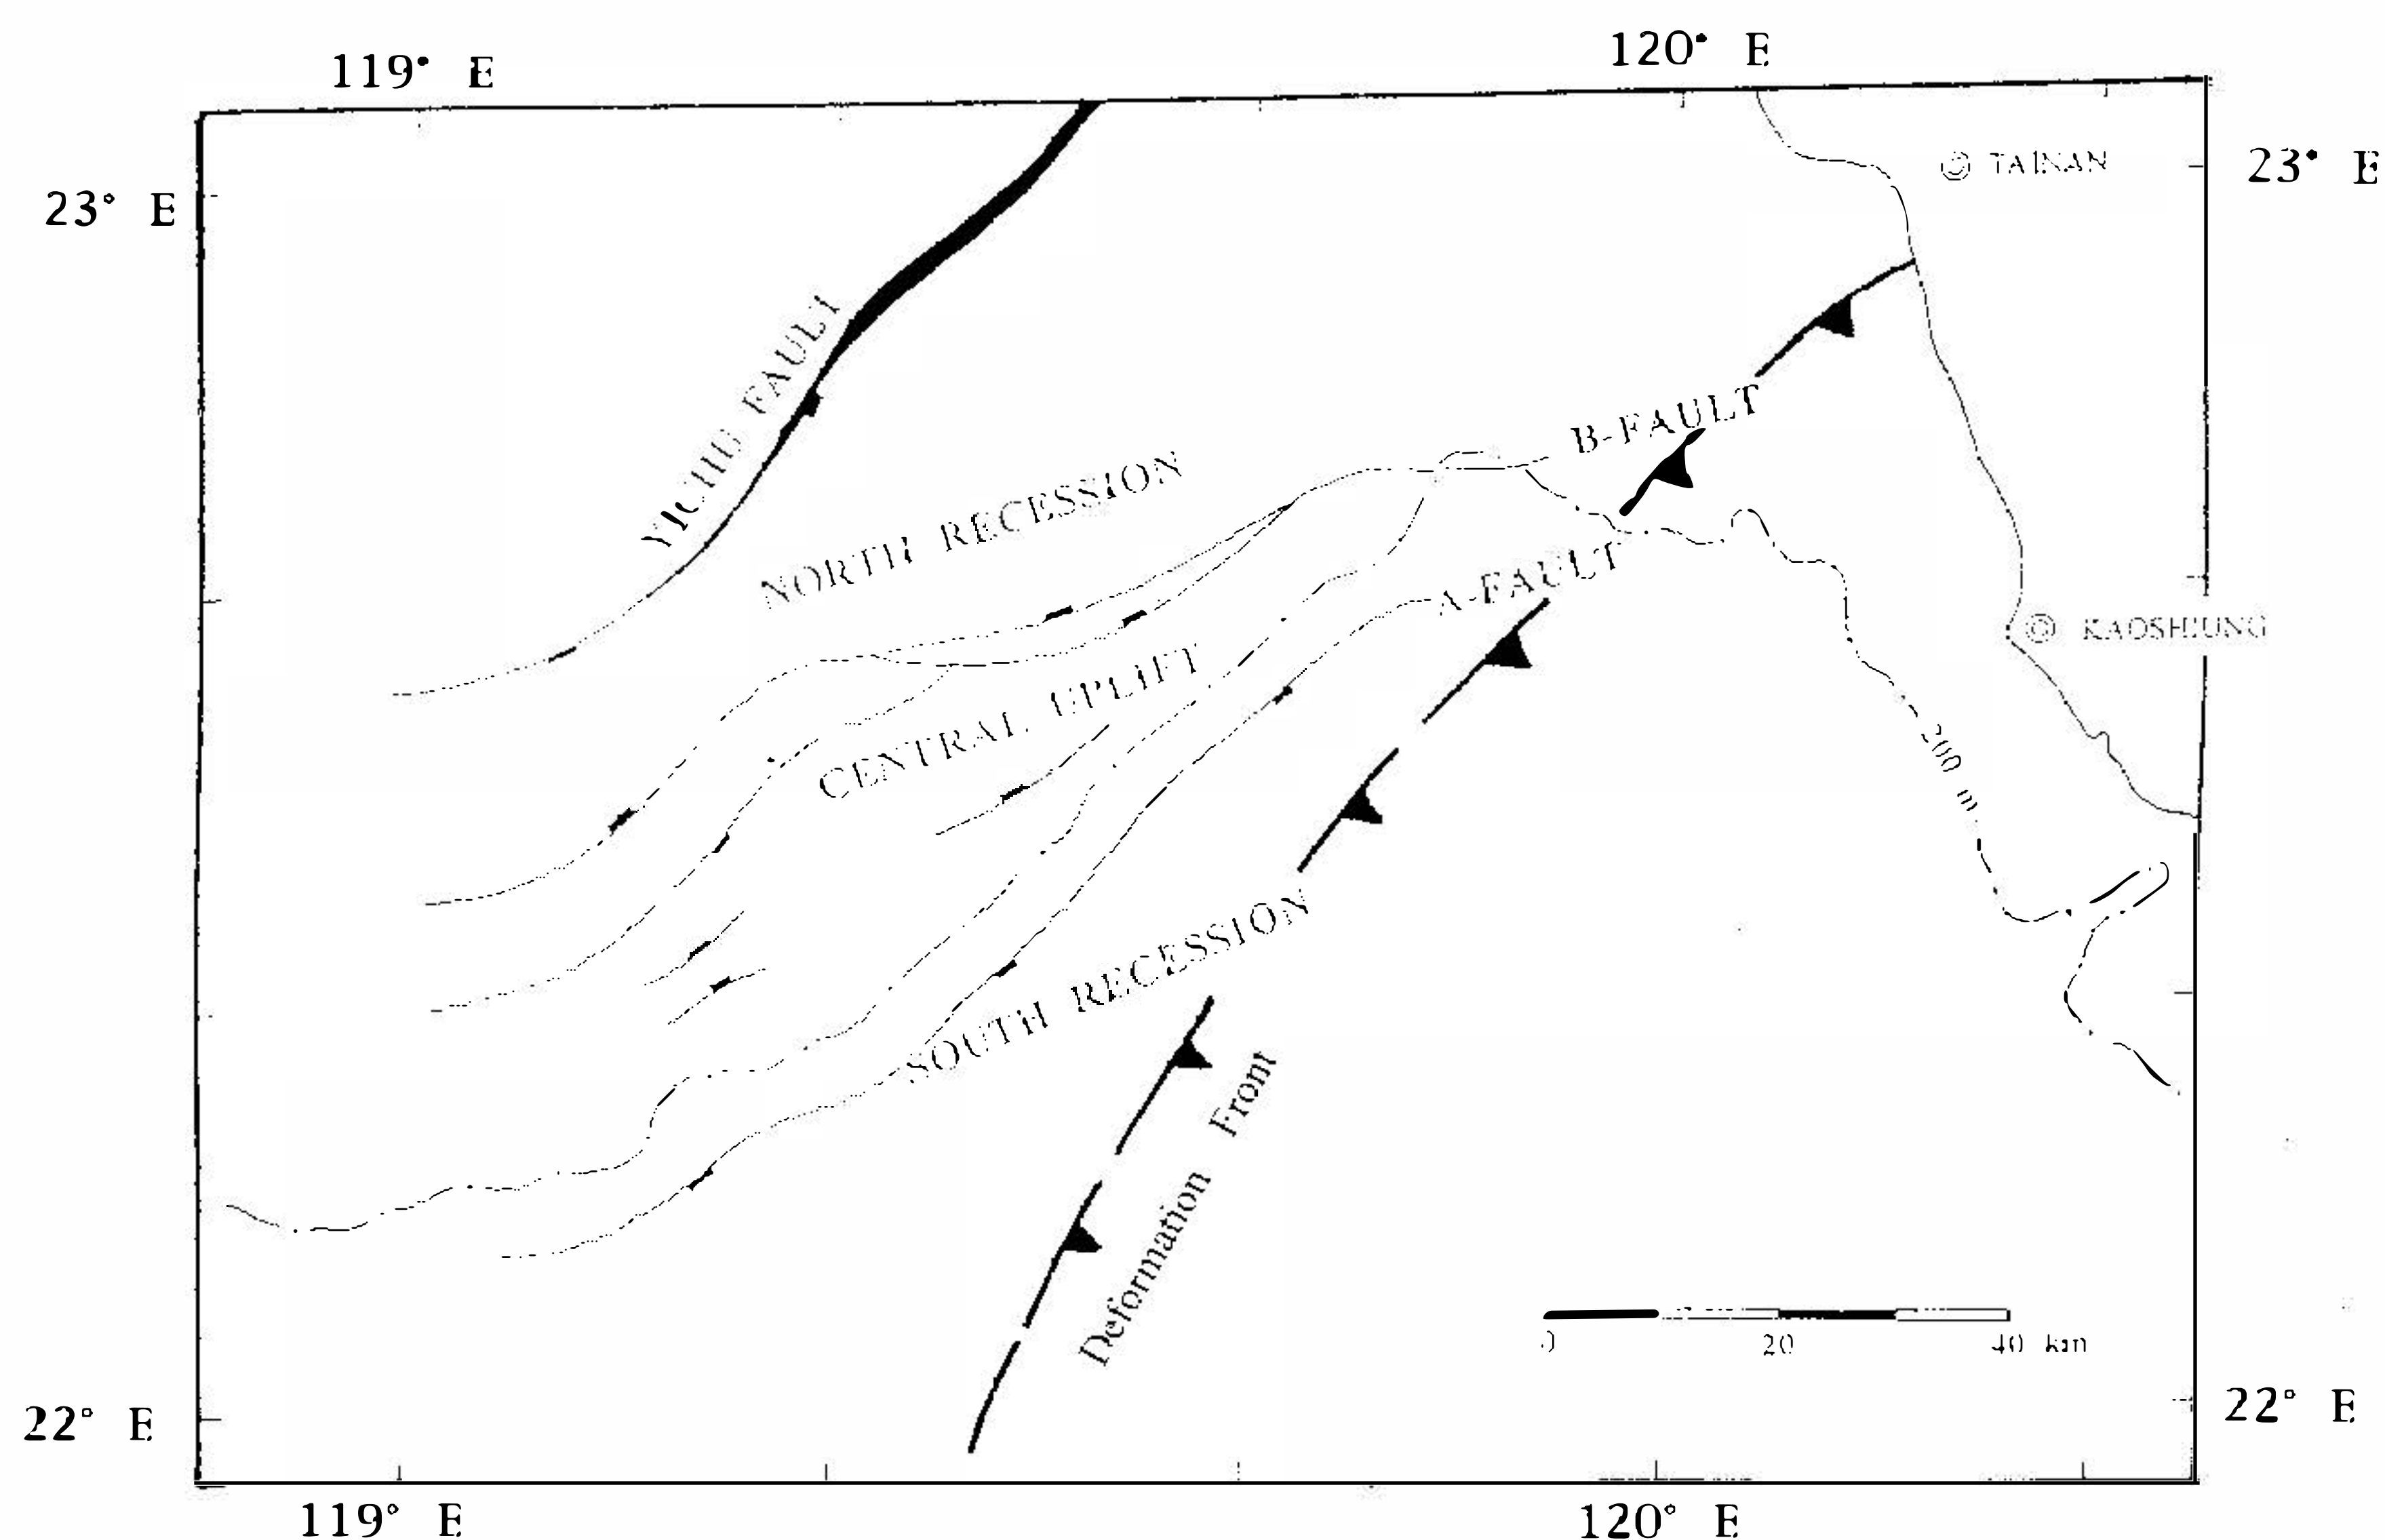 119° E
120° E
TAINAN
23° E
23° E
YICHU FAULT
B-FAULT
NORTH RECESSION
A-FAULT
KAOSHIUNG
CENTRAL UPLIFT
200 m
SOUTH RECESSION
Deformation Front
0 20 40 km
22° E
22° E
119° E
120° E